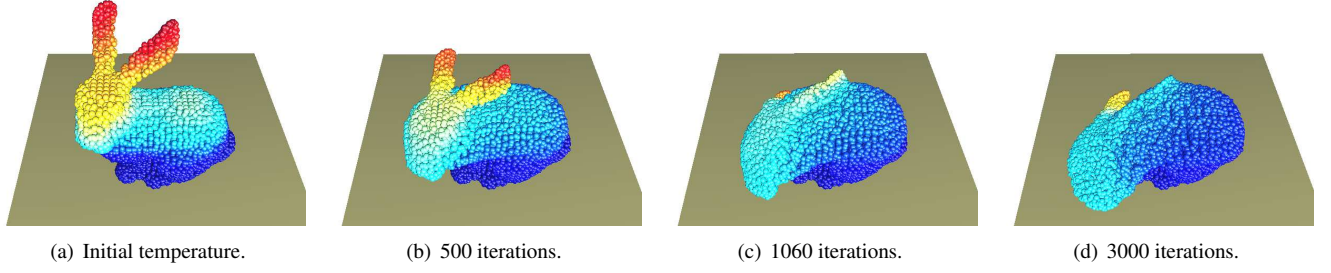 (a) Initial temperature.
(b) 500 iterations.
(c) 1060 iterations.
(d) 3000 iterations.